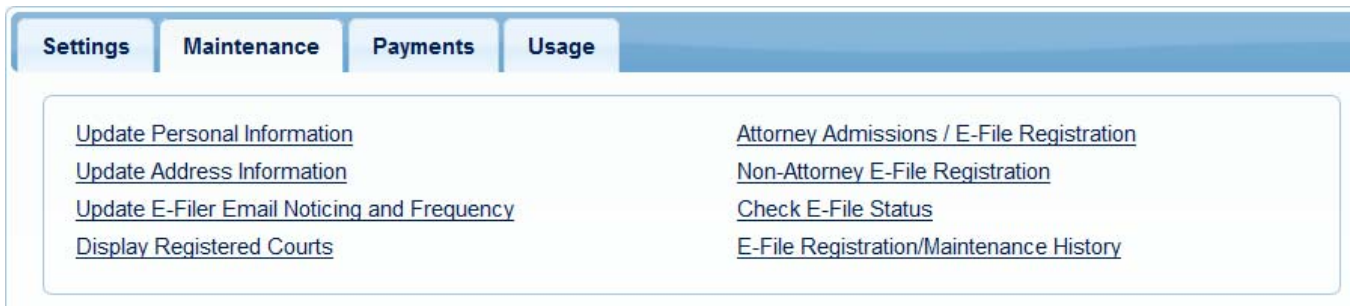 Settings
Maintenance
Payments
Usage
Update Personal Information
Update Address Information
Update E-Filer Email Noticing and Frequency
Display Registered Courts
Attorney Admissions / E-File Registration
Non-Attorney E-File Registration
Check E-File Status
E-File Registration/Maintenance History